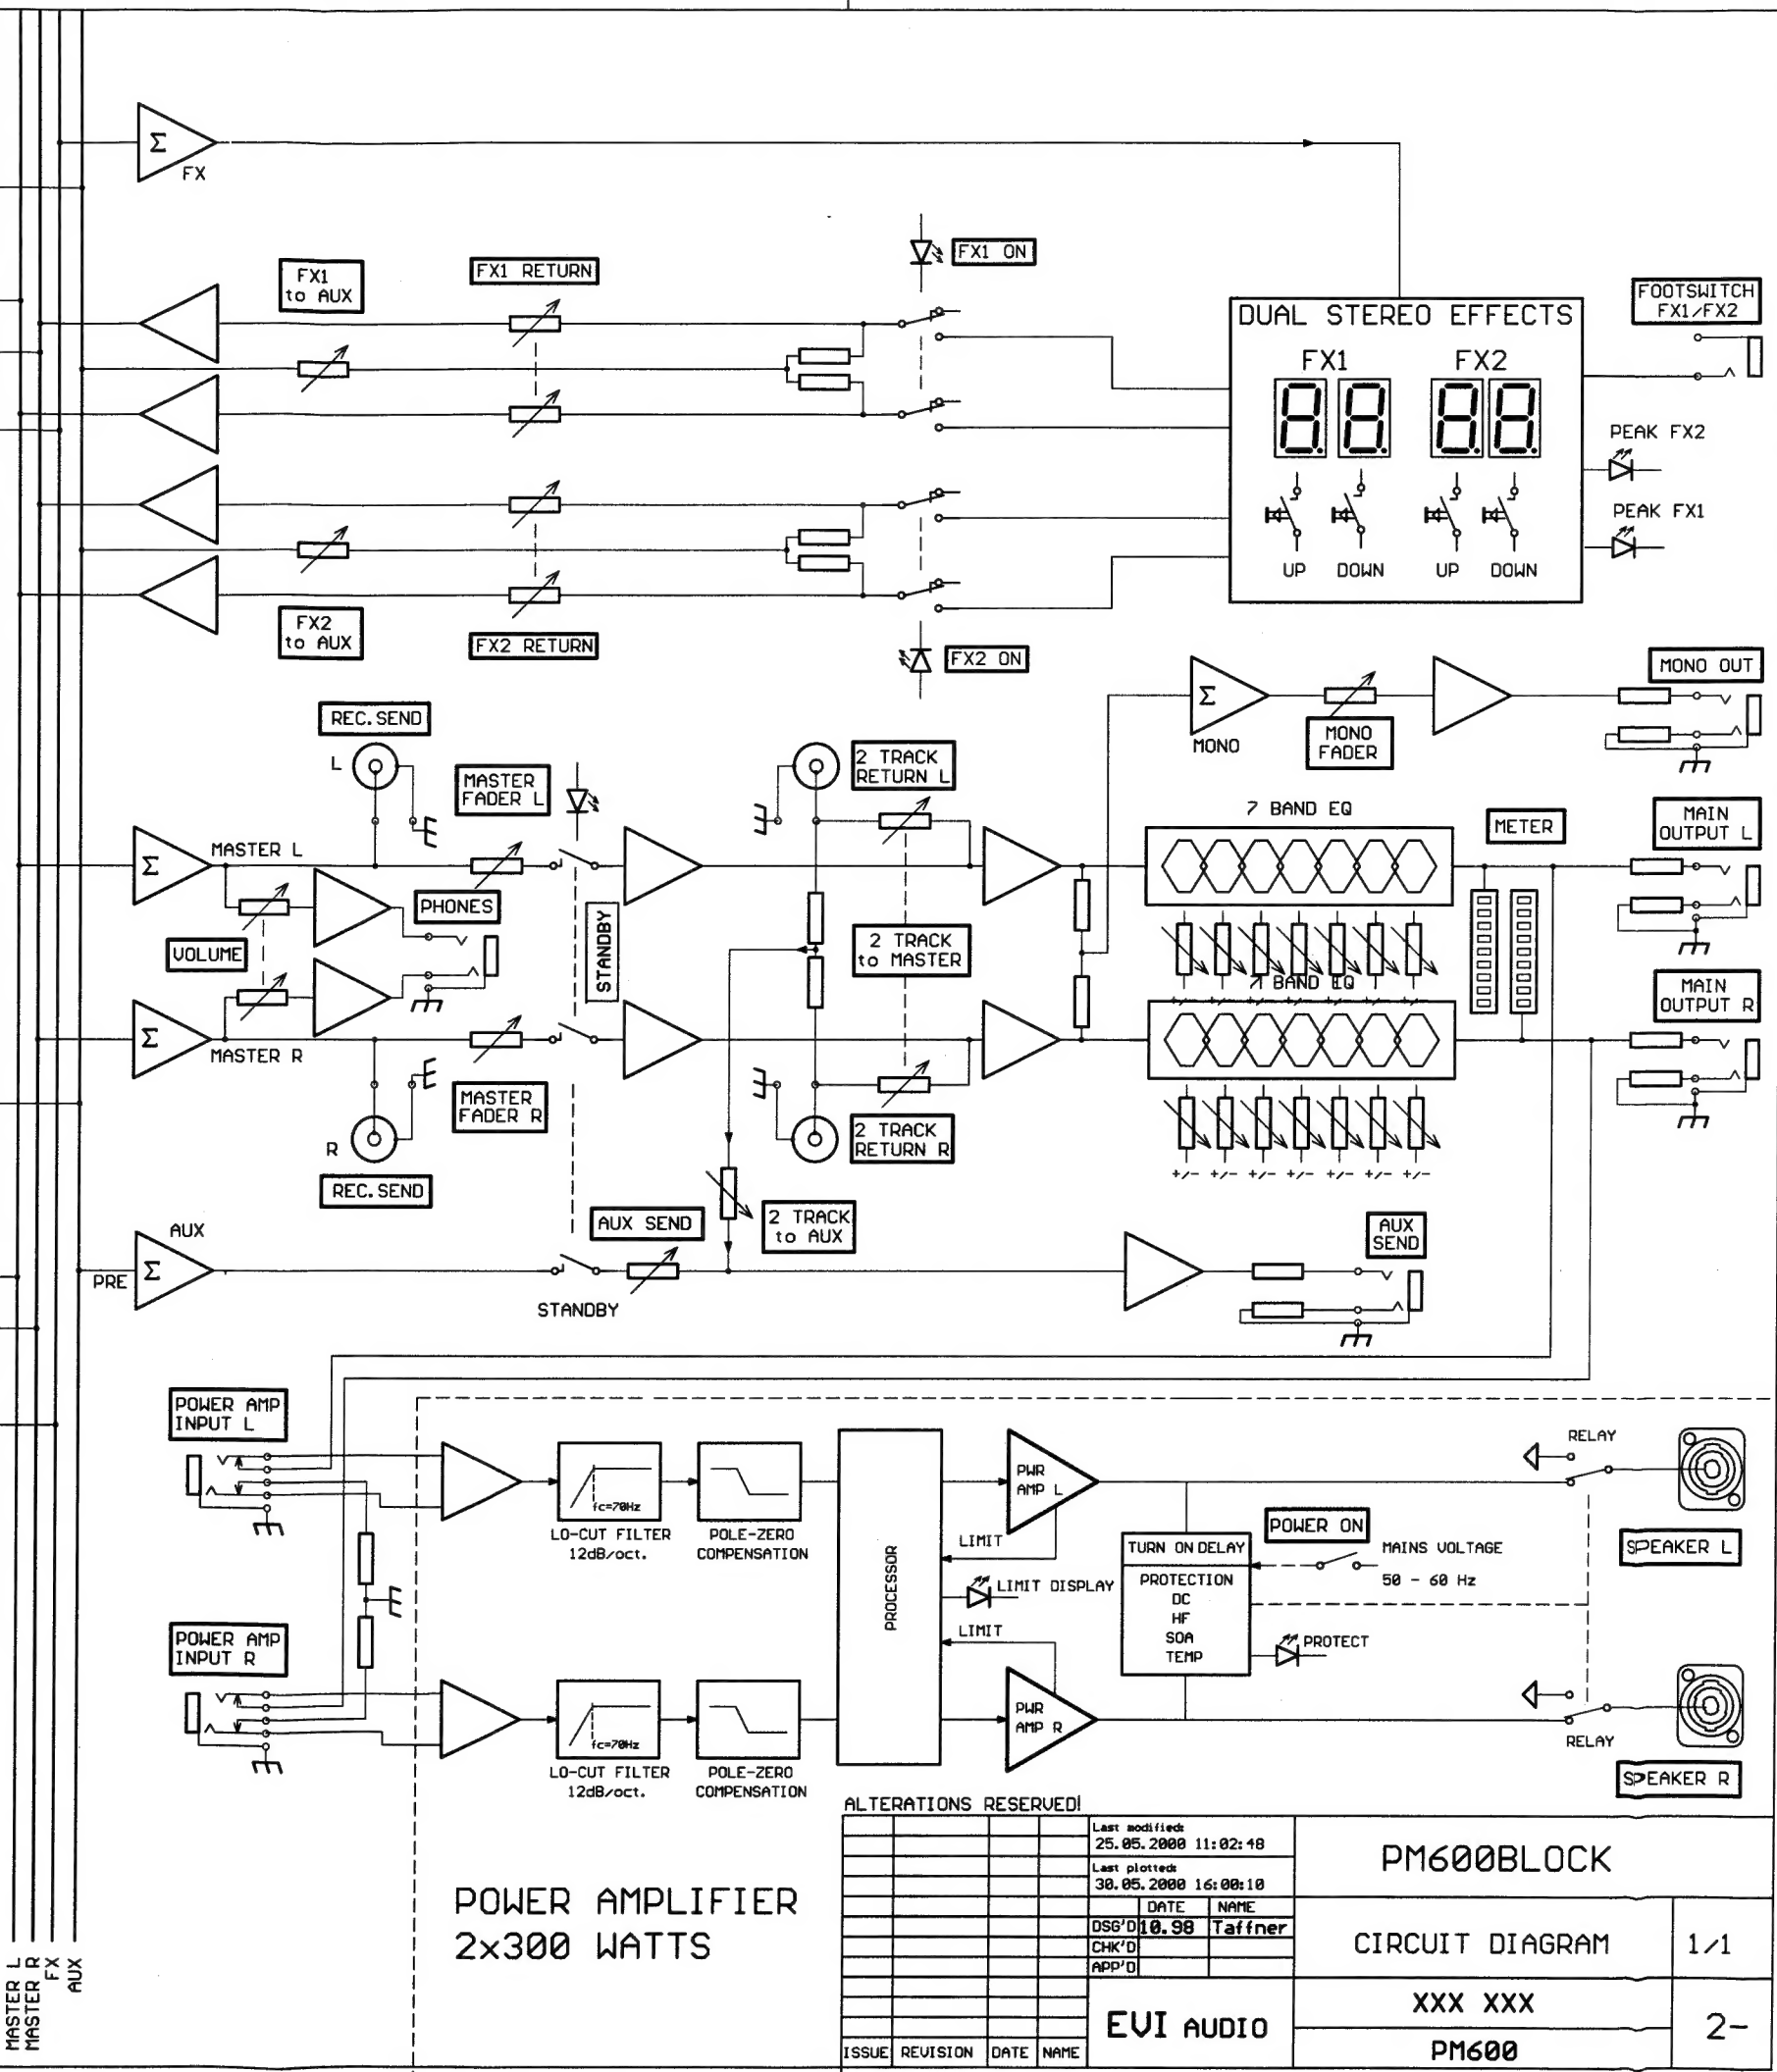 Σ
FX
FX1 ON
FX1
to AUX
FX1 RETURN
FOOTSWITCH
FX1/FX2
DUAL STEREO EFFECTS
FX1
FX2
PEAK FX2
PEAK FX1
UP
DOWN
UP
DOWN
FX2
to AUX
FX2 RETURN
FX2 ON
MONO OUT
Σ
MONO
MONO
FADER
REC.SEND
L
MASTER
FADER L
2 TRACK
RETURN L
7 BAND EQ
METER
MAIN
OUTPUT L
Σ
MASTER L
PHONES
VOLUME
STANDBY
2 TRACK
to MASTER
+/- +/- +/- +/- +/- +/- +/-
7 BAND EQ
MAIN
OUTPUT R
Σ
MASTER R
MASTER
FADER R
2 TRACK
RETURN R
R
REC.SEND
+/- +/- +/- +/- +/- +/- +/-
AUX
PRE
Σ
STANDBY
AUX SEND
2 TRACK
to AUX
AUX
SEND
POWER AMP
INPUT L
fc=70Hz
LO-CUT FILTER
12dB/oct.
POLE-ZERO
COMPENSATION
PROCESSOR
PWR
AMP L
LIMIT
LIMIT DISPLAY
LIMIT
TURN ON DELAY
PROTECTION
DC
HF
SOA
TEMP
POWER ON
MAINS VOLTAGE
50 - 60 Hz
PROTECT
RELAY
SPEAKER L
POWER AMP
INPUT R
fc=70Hz
LO-CUT FILTER
12dB/oct.
POLE-ZERO
COMPENSATION
PWR
AMP R
RELAY
SPEAKER R
POWER AMPLIFIER
2x300 WATTS
MASTER L
MASTER R
FX
AUX
ALTERATIONS RESERVED!
Last modified:
25.05.2000 11:02:48
Last plotted:
30.05.2000 16:00:10
DATE NAME
DSG'D 10.98 Taffner
CHK'D
APP'D
EVI AUDIO
ISSUE REVISION DATE NAME
PM600BLOCK
CIRCUIT DIAGRAM
1/1
XXX XXX
PM600
2-